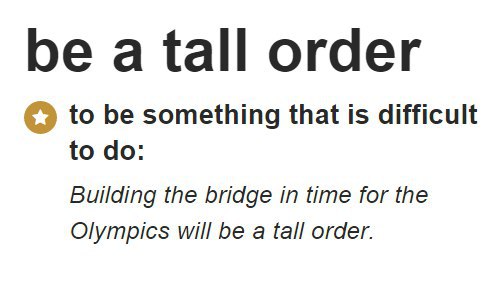 be a tall order
to be something that is difficult
to do:
Building the bridge in time for the
Olympics will be a tall order.